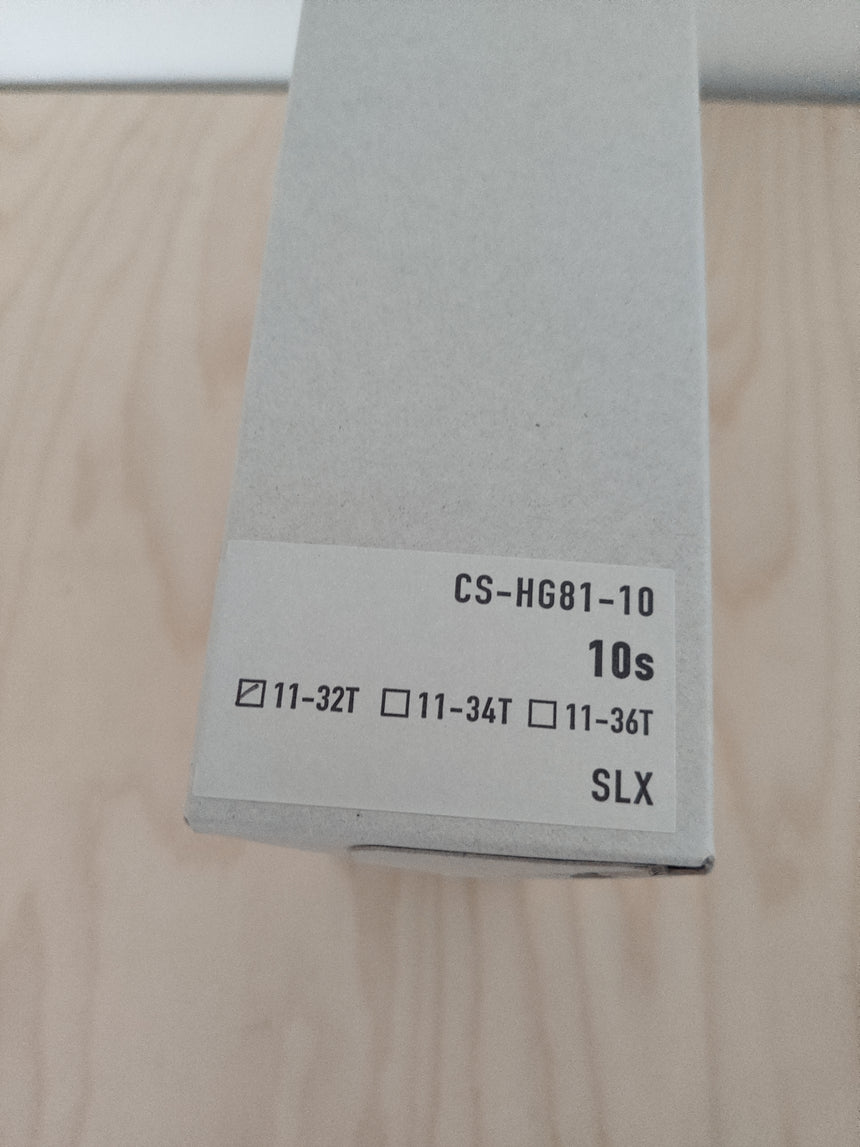 CS-HG81-10
10s
☑11-32T ☐11-34T ☐11-36T
SLX